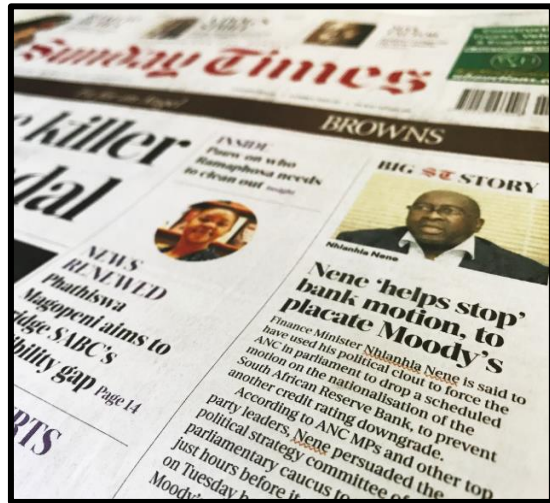 Sunday Times
BROWNS
killer
dal
INSIDE
Poser on who
Ramaphosa needs
to clean out Insight
NEWS
RENEWED
Phathiswa
Magopeni aims to
ridge SABC's
ibility gap Page 14
RTS
BIG ST STORY
Nhlanhla Nene
Nene 'helps stop'
bank motion, to
placate Moody's
Finance Minister Nhlanhla Nene is said to
have used his political clout to force the
ANC in parliament to drop a scheduled
motion on the nationalisation of the
South African Reserve Bank, to prevent
another credit rating downgrade.
According to ANC MPs and other top
party leaders, Nene persuaded the
political strategy committee of
parliamentary caucus to
just hours before it
on Tuesday
Moody's